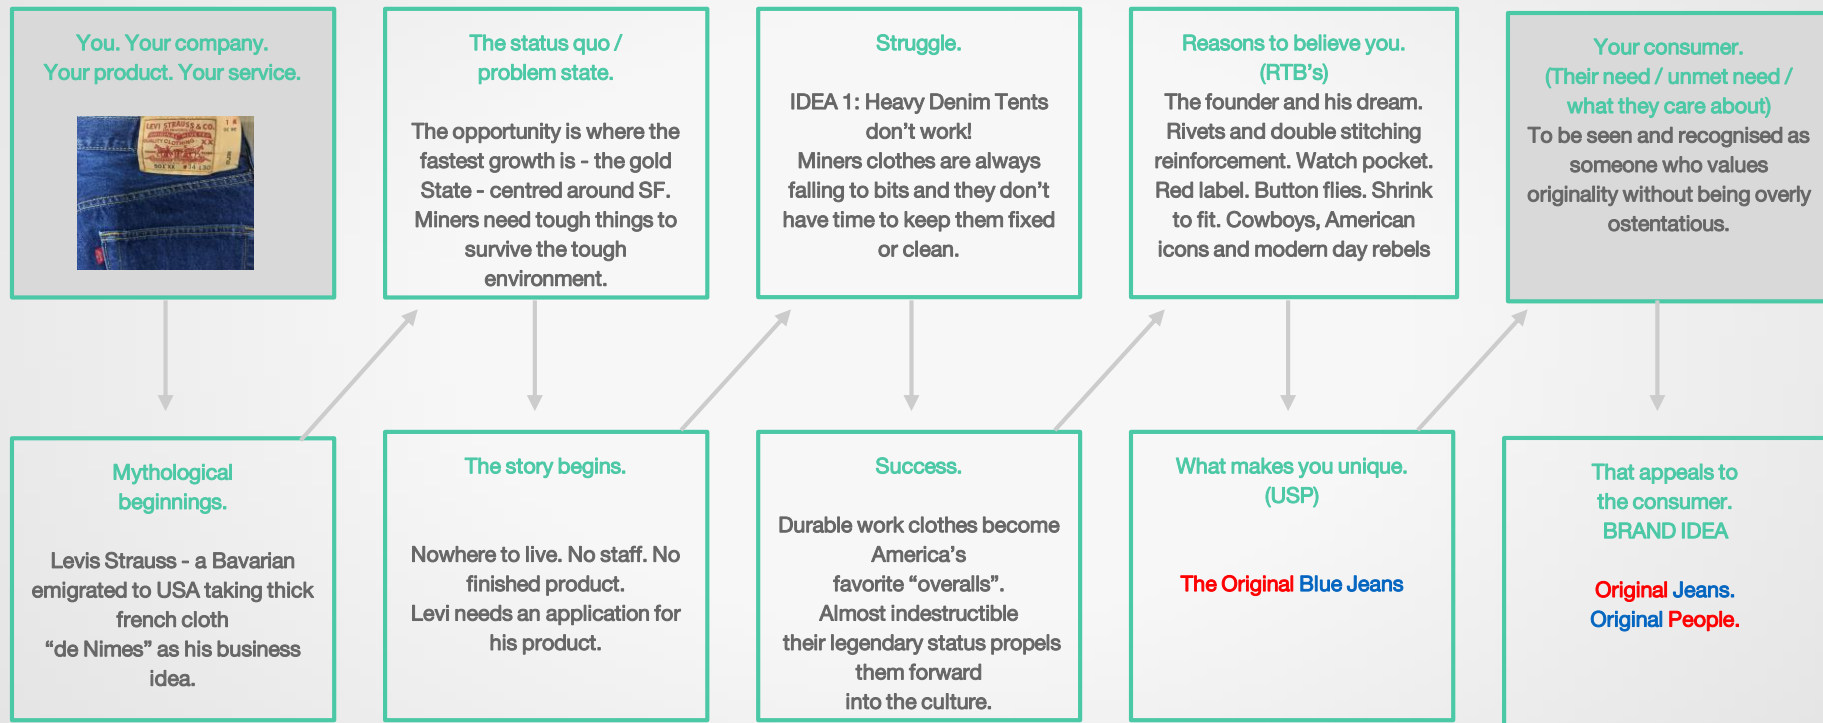 You. Your company.
Your product. Your service.
LEVI STRAUSS & CO.
QUALITY CLOTHING
XX
Mythological
beginnings.
Levis Strauss - a Bavarian
emigrated to USA taking thick
french cloth
“de Nimes” as his business
idea.
The status quo /
problem state.
The opportunity is where the
fastest growth is - the gold
State - centred around SF.
Miners need tough things to
survive the tough
environment.
The story begins.
Nowhere to live. No staff. No
finished product.
Levi needs an application for
his product.
Struggle.
IDEA 1: Heavy Denim Tents
don’t work!
Miners clothes are always
falling to bits and they don’t
have time to keep them fixed
or clean.
Success.
Durable work clothes become
America’s
favorite “overalls”.
Almost indestructible
their legendary status propels
them forward
into the culture.
Reasons to believe you.
(RTB’s)
The founder and his dream.
Rivets and double stitching
reinforcement. Watch pocket.
Red label. Button flies. Shrink
to fit. Cowboys, American
icons and modern day rebels
What makes you unique.
(USP)
The Original Blue Jeans
Your consumer.
(Their need / unmet need /
what they care about)
To be seen and recognised as
someone who values
originality without being overly
ostentatious.
That appeals to
the consumer.
BRAND IDEA
Original Jeans.
Original People.